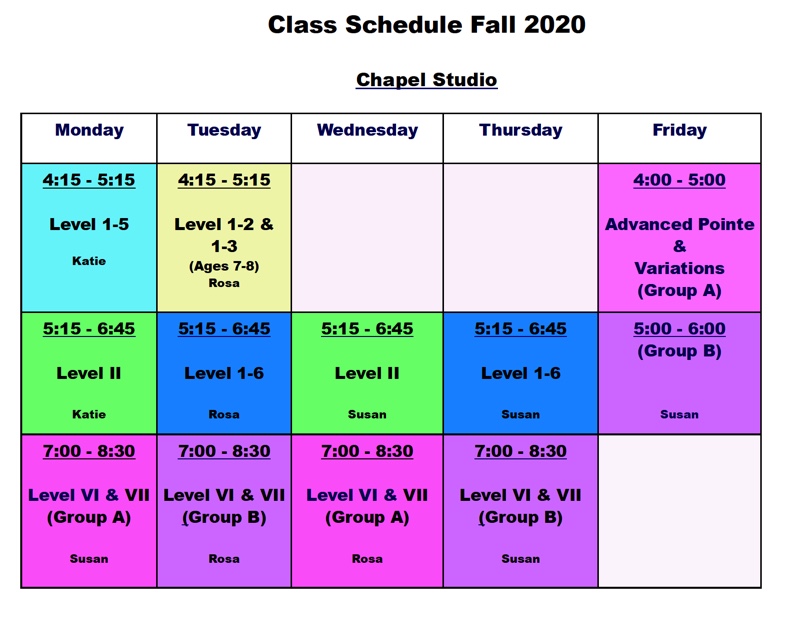 Class Schedule Fall 2020
Chapel Studio
Monday Tuesday Wednesday Thursday Friday
4:15 - 5:15
Level 1-5
Katie
4:15 - 5:15
Level 1-2 &
1-3
(Ages 7-8)
Rosa
4:00 - 5:00
Advanced Pointe
&
Variations
(Group A)
5:15 - 6:45
Level II
Katie
5:15 - 6:45
Level 1-6
Rosa
5:15 - 6:45
Level II
Susan
5:15 - 6:45
Level 1-6
Susan
5:00 - 6:00
(Group B)
Susan
7:00 - 8:30
Level VI & VII
(Group A)
Susan
7:00 - 8:30
Level VI & VII
(Group B)
Rosa
7:00 - 8:30
Level VI & VII
(Group A)
Rosa
7:00 - 8:30
Level VI & VII
(Group B)
Susan